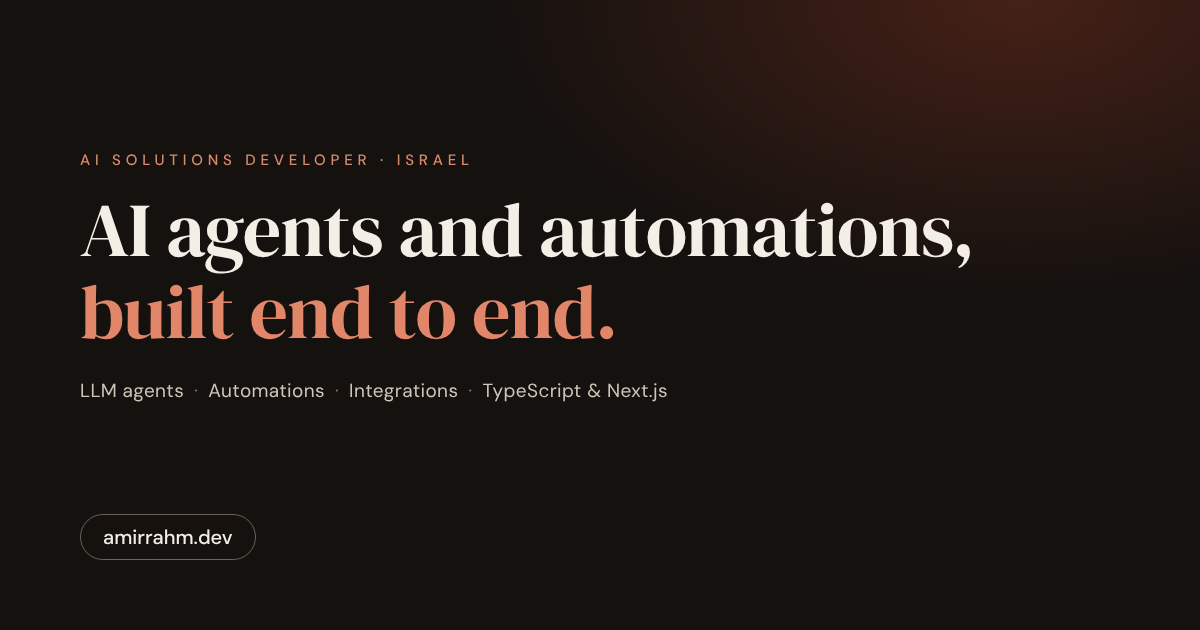 AI SOLUTIONS DEVELOPER · ISRAEL
AI agents and automations,
built end to end.
LLM agents · Automations · Integrations · TypeScript & Next.js
amirrahm.dev